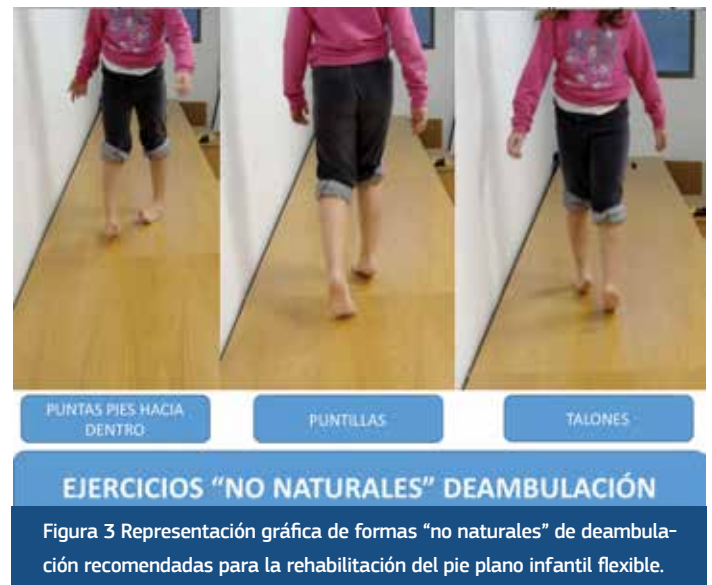 PUNTAS PIES HACIA
DENTRO
PUNTILLAS
TALONES
EJERCICIOS “NO NATURALES” DEAMBULACIÓN
Figura 3 Representación gráfica de formas “no naturales” de deambula-
ción recomendadas para la rehabilitación del pie plano infantil flexible.